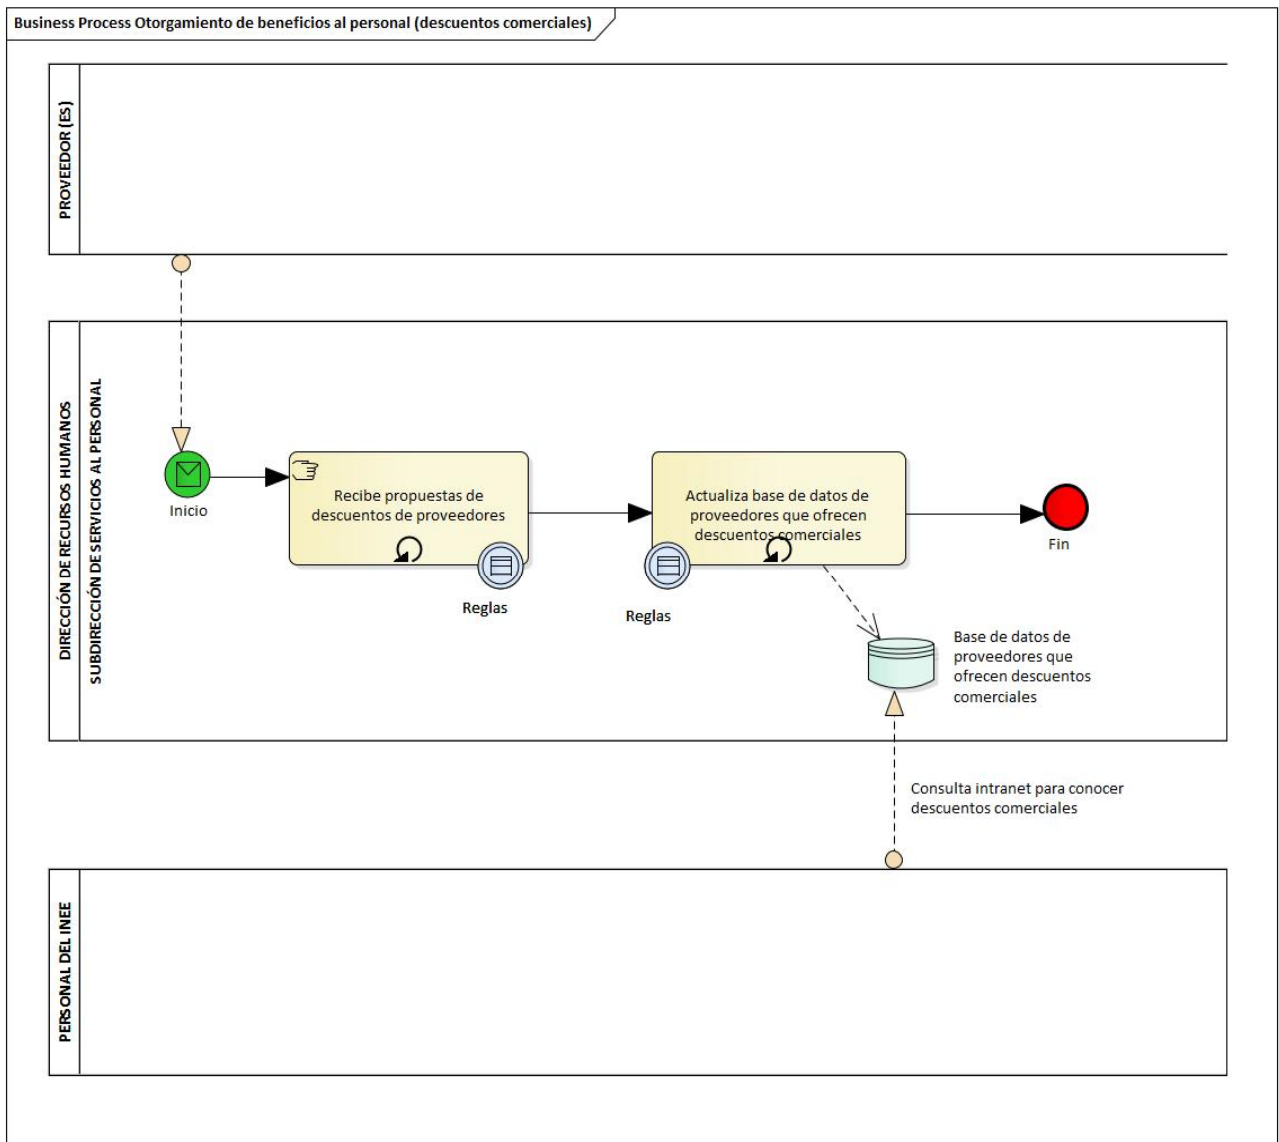 Business Process Otorgamiento de beneficios al personal (descuentos comerciales)
PROVEEDOR (ES)
DIRECCIÓN DE RECURSOS HUMANOS
SUBDIRECCIÓN DE SERVICIOS AL PERSONAL
Inicio
Recibe propuestas de
descuentos de proveedores
Reglas
Actualiza base de datos de
proveedores que ofrecen
descuentos comerciales
Reglas
Fin
Base de datos de
proveedores que
ofrecen descuentos
comerciales
Consulta intranet para conocer
descuentos comerciales
PERSONAL DEL INEE